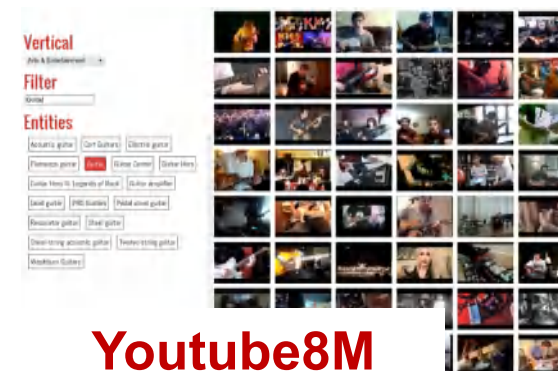 Vertical
Arts & Entertainment
Filter
Guitar
Entities
Acoustic guitar Cort Guitars Electric guitar
Flamenco guitar Guitar Guitar Center Guitar Hero
Guitar Hero III: Legends of Rock Guitar amplifier
Lead guitar PRS Guitars Pedal steel guitar
Resonator guitar Steel guitar
Steel-string acoustic guitar Twelve-string guitar
Washburn Guitars
Youtube8M